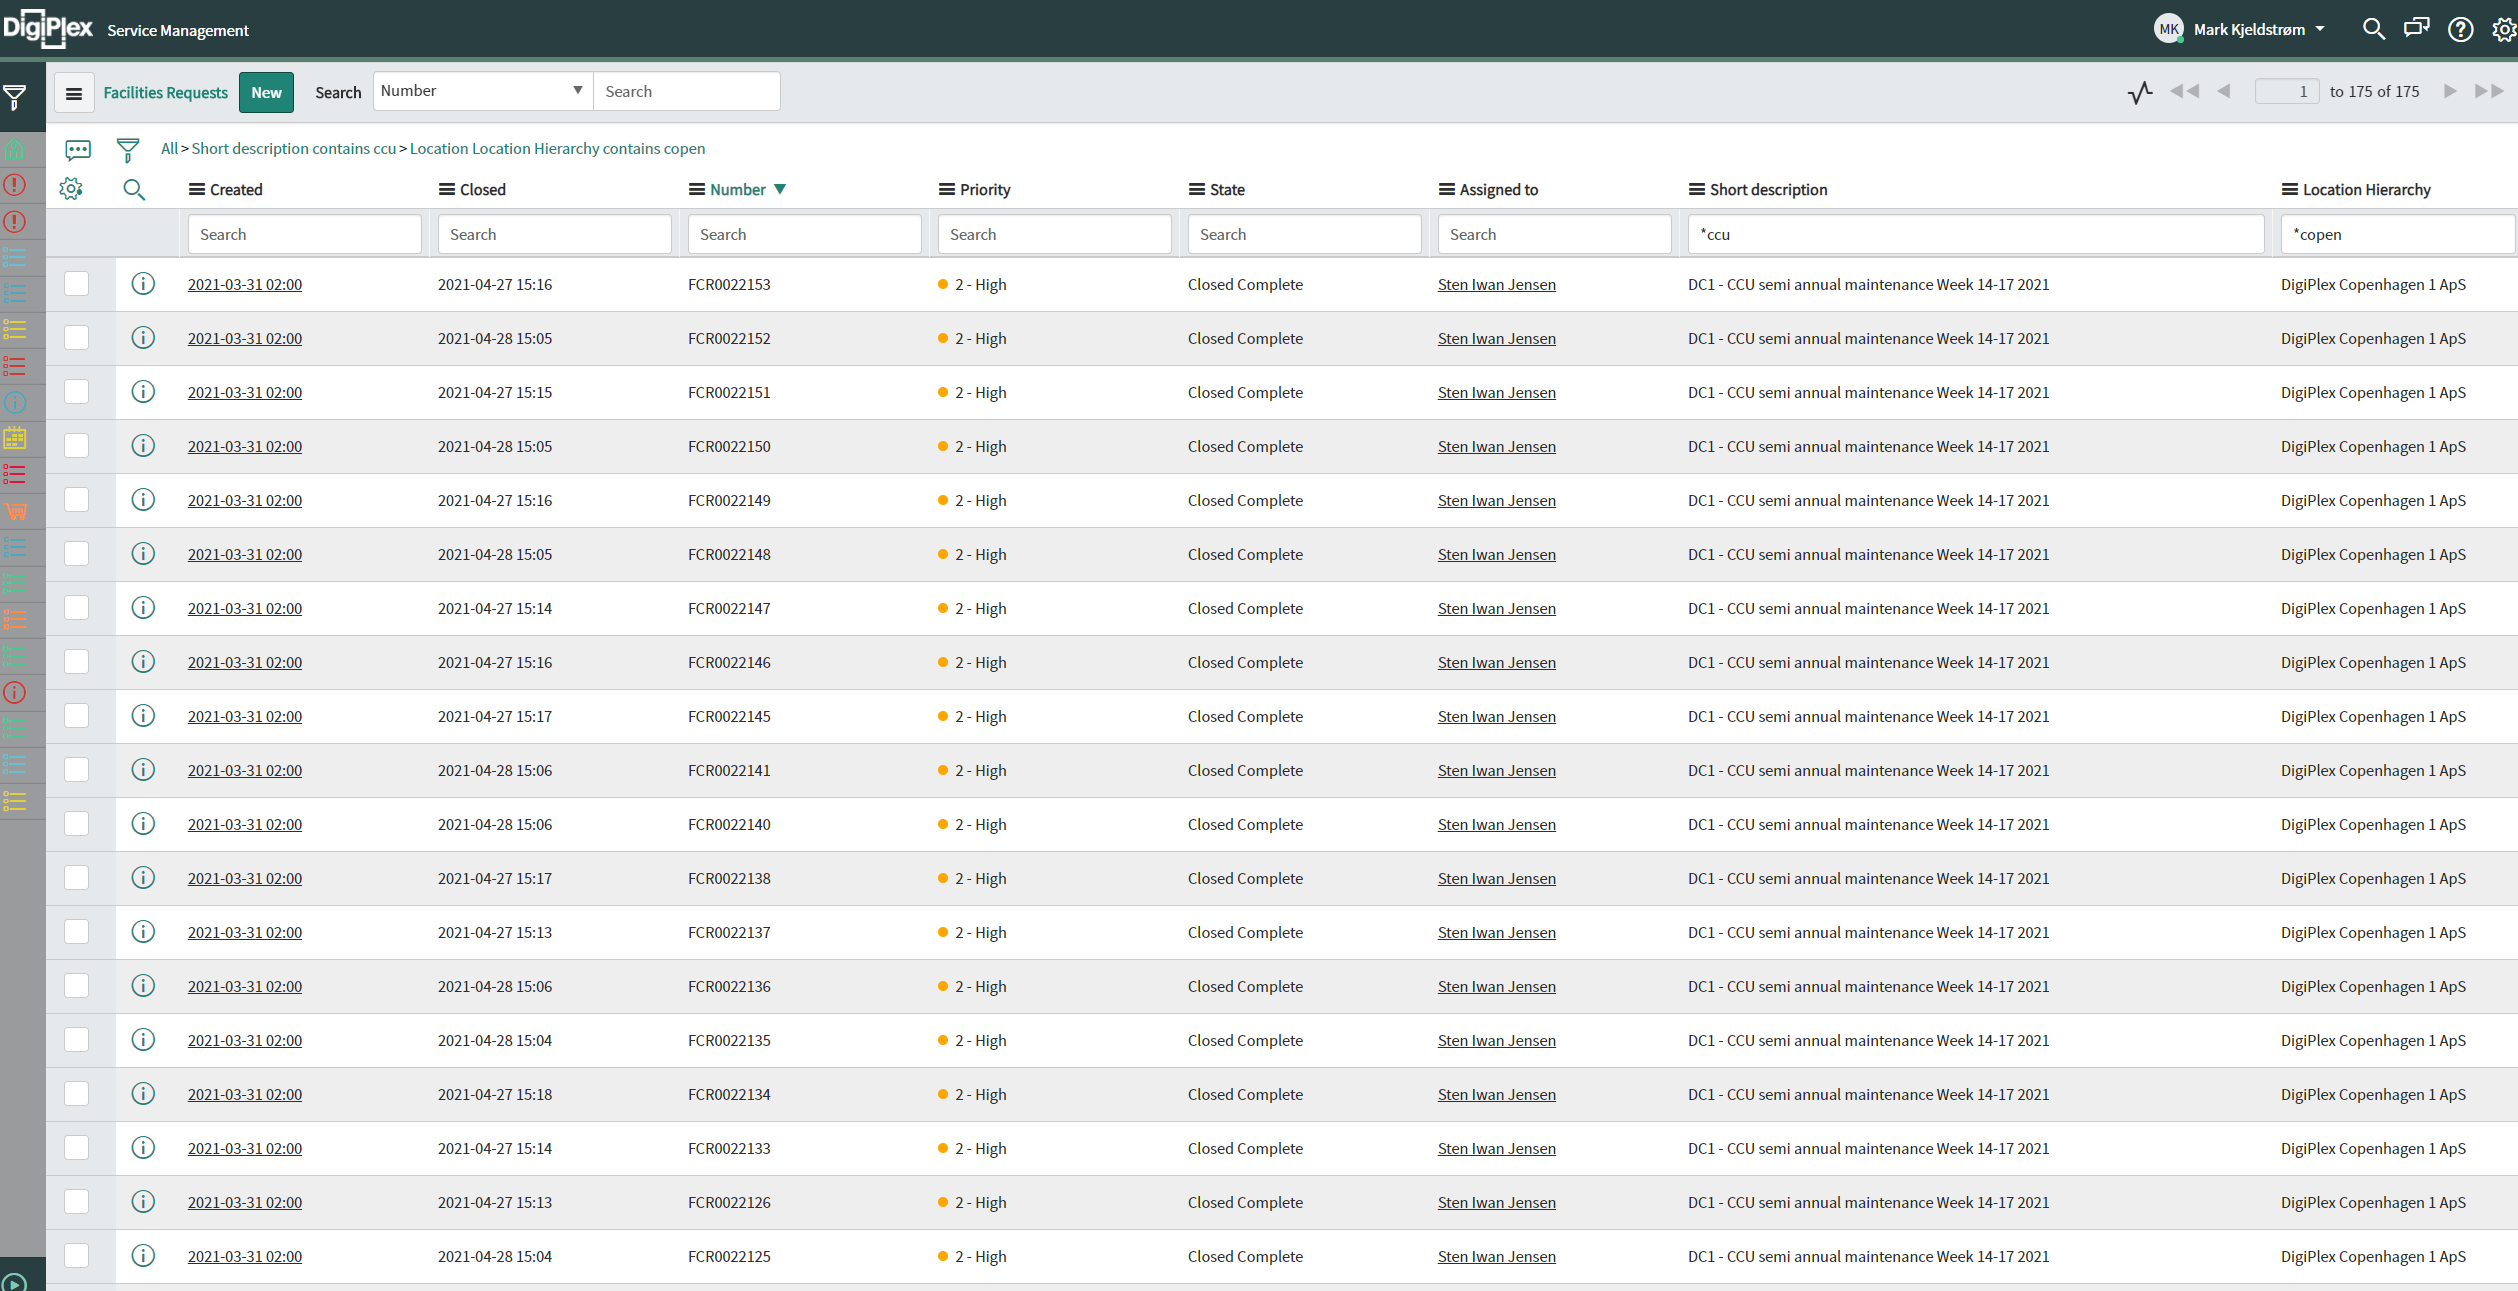 DigiPlex Service Management MK Mark Kjeldstrøm
Facilities Requests New Search Number Search 1 to 175 of 175
All > Short description contains ccu > Location Location Hierarchy contains copen
Created Closed Number Priority State Assigned to Short description Location Hierarchy
Search Search Search Search Search Search *ccu *copen
2021-03-31 02:00 2021-04-27 15:16 FCR0022153 2 - High Closed Complete Sten Iwan Jensen DC1 - CCU semi annual maintenance Week 14-17 2021 DigiPlex Copenhagen 1 ApS
2021-03-31 02:00 2021-04-28 15:05 FCR0022152 2 - High Closed Complete Sten Iwan Jensen DC1 - CCU semi annual maintenance Week 14-17 2021 DigiPlex Copenhagen 1 ApS
2021-03-31 02:00 2021-04-27 15:15 FCR0022151 2 - High Closed Complete Sten Iwan Jensen DC1 - CCU semi annual maintenance Week 14-17 2021 DigiPlex Copenhagen 1 ApS
2021-03-31 02:00 2021-04-28 15:05 FCR0022150 2 - High Closed Complete Sten Iwan Jensen DC1 - CCU semi annual maintenance Week 14-17 2021 DigiPlex Copenhagen 1 ApS
2021-03-31 02:00 2021-04-27 15:16 FCR0022149 2 - High Closed Complete Sten Iwan Jensen DC1 - CCU semi annual maintenance Week 14-17 2021 DigiPlex Copenhagen 1 ApS
2021-03-31 02:00 2021-04-28 15:05 FCR0022148 2 - High Closed Complete Sten Iwan Jensen DC1 - CCU semi annual maintenance Week 14-17 2021 DigiPlex Copenhagen 1 ApS
2021-03-31 02:00 2021-04-27 15:14 FCR0022147 2 - High Closed Complete Sten Iwan Jensen DC1 - CCU semi annual maintenance Week 14-17 2021 DigiPlex Copenhagen 1 ApS
2021-03-31 02:00 2021-04-27 15:16 FCR0022146 2 - High Closed Complete Sten Iwan Jensen DC1 - CCU semi annual maintenance Week 14-17 2021 DigiPlex Copenhagen 1 ApS
2021-03-31 02:00 2021-04-27 15:17 FCR0022145 2 - High Closed Complete Sten Iwan Jensen DC1 - CCU semi annual maintenance Week 14-17 2021 DigiPlex Copenhagen 1 ApS
2021-03-31 02:00 2021-04-28 15:06 FCR0022141 2 - High Closed Complete Sten Iwan Jensen DC1 - CCU semi annual maintenance Week 14-17 2021 DigiPlex Copenhagen 1 ApS
2021-03-31 02:00 2021-04-28 15:06 FCR0022140 2 - High Closed Complete Sten Iwan Jensen DC1 - CCU semi annual maintenance Week 14-17 2021 DigiPlex Copenhagen 1 ApS
2021-03-31 02:00 2021-04-27 15:17 FCR0022138 2 - High Closed Complete Sten Iwan Jensen DC1 - CCU semi annual maintenance Week 14-17 2021 DigiPlex Copenhagen 1 ApS
2021-03-31 02:00 2021-04-27 15:13 FCR0022137 2 - High Closed Complete Sten Iwan Jensen DC1 - CCU semi annual maintenance Week 14-17 2021 DigiPlex Copenhagen 1 ApS
2021-03-31 02:00 2021-04-28 15:06 FCR0022136 2 - High Closed Complete Sten Iwan Jensen DC1 - CCU semi annual maintenance Week 14-17 2021 DigiPlex Copenhagen 1 ApS
2021-03-31 02:00 2021-04-28 15:04 FCR0022135 2 - High Closed Complete Sten Iwan Jensen DC1 - CCU semi annual maintenance Week 14-17 2021 DigiPlex Copenhagen 1 ApS
2021-03-31 02:00 2021-04-27 15:18 FCR0022134 2 - High Closed Complete Sten Iwan Jensen DC1 - CCU semi annual maintenance Week 14-17 2021 DigiPlex Copenhagen 1 ApS
2021-03-31 02:00 2021-04-27 15:14 FCR0022133 2 - High Closed Complete Sten Iwan Jensen DC1 - CCU semi annual maintenance Week 14-17 2021 DigiPlex Copenhagen 1 ApS
2021-03-31 02:00 2021-04-27 15:13 FCR0022126 2 - High Closed Complete Sten Iwan Jensen DC1 - CCU semi annual maintenance Week 14-17 2021 DigiPlex Copenhagen 1 ApS
2021-03-31 02:00 2021-04-28 15:04 FCR0022125 2 - High Closed Complete Sten Iwan Jensen DC1 - CCU semi annual maintenance Week 14-17 2021 DigiPlex Copenhagen 1 ApS